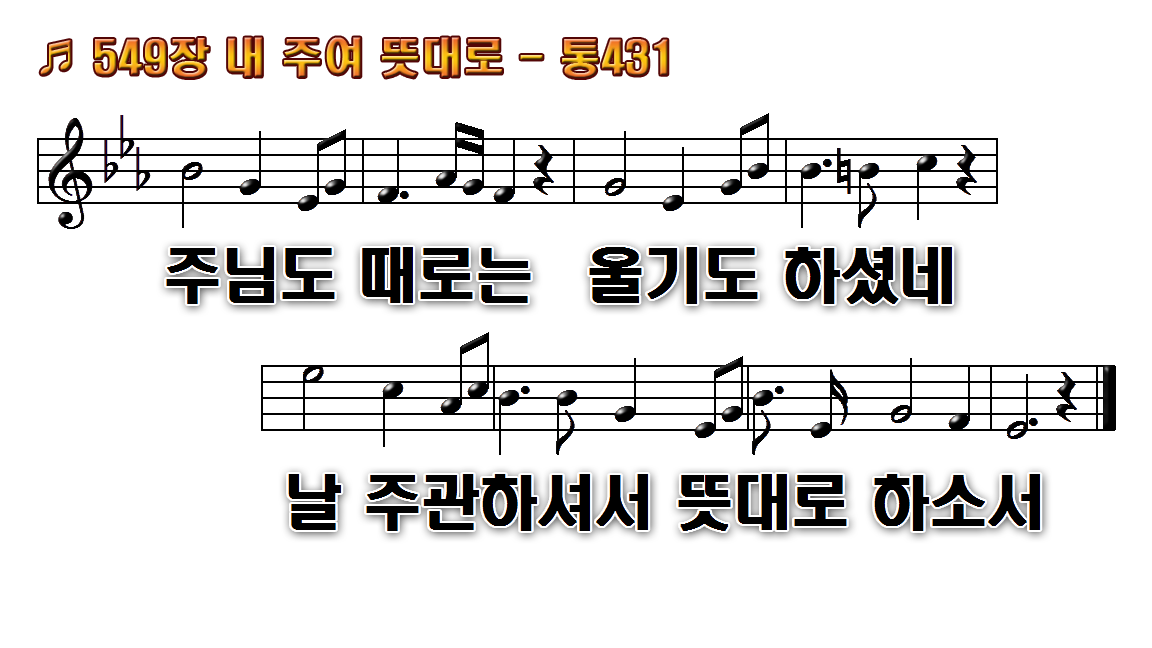 ♬ 549장 내 주여 뜻대로 - 통431
주님도 때로는 울기도 하셨네
날 주관하셔서 뜻대로 하소서